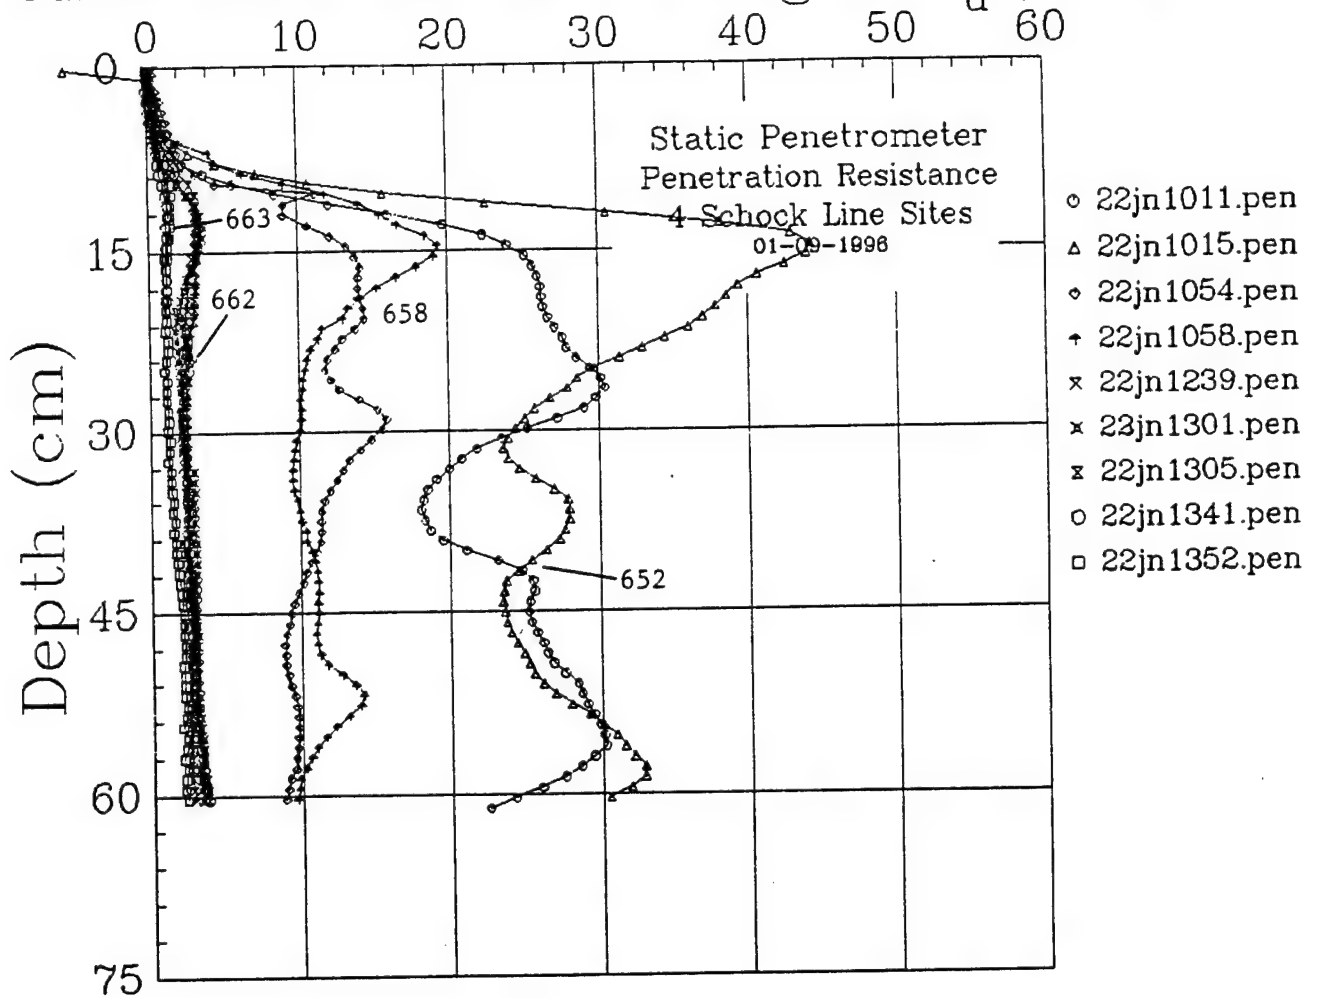 0 10 20 30 40 50 60
0
15
30
45
60
75
Depth (cm)
Static Penetrometer
Penetration Resistance
4 Schock Line Sites
01-09-1996
663
662
658
652
22jn1011.pen
22jn1015.pen
22jn1054.pen
22jn1058.pen
22jn1239.pen
22jn1301.pen
22jn1305.pen
22jn1341.pen
22jn1352.pen